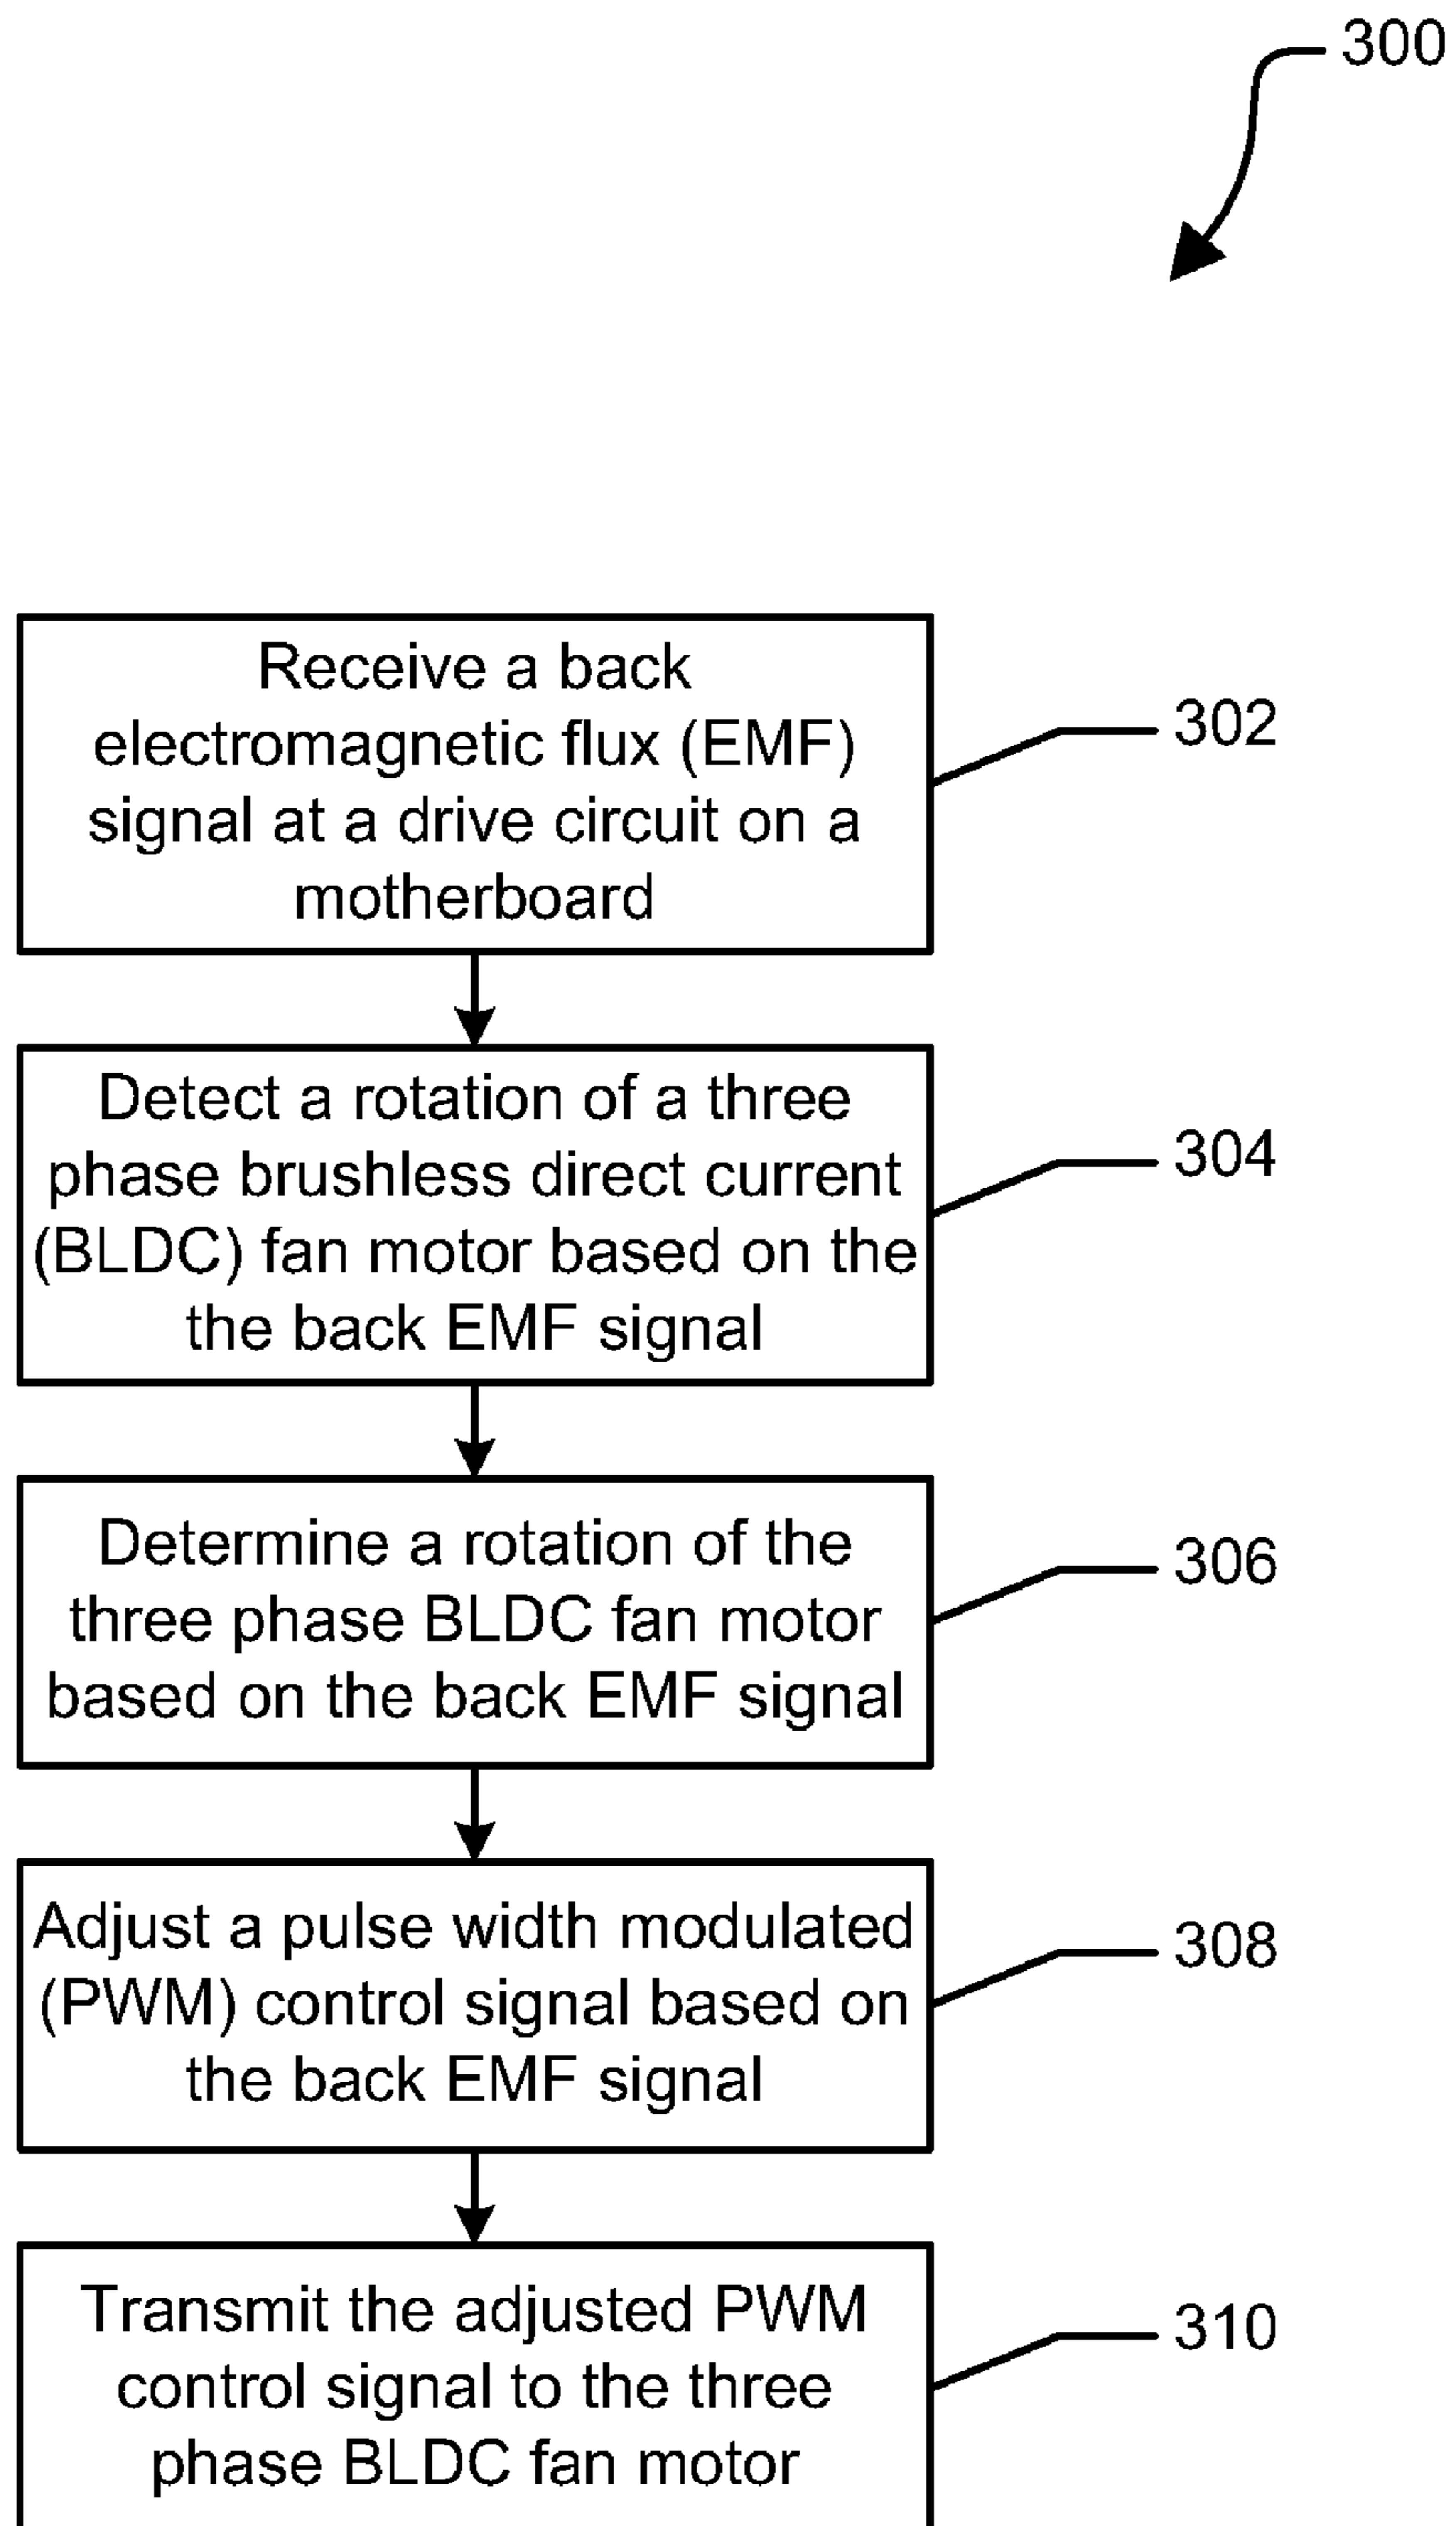 300
Receive a back
electromagnetic flux (EMF)
signal at a drive circuit on a
motherboard
302
Detect a rotation of a three
phase brushless direct current
(BLDC) fan motor based on the
the back EMF signal
304
Determine a rotation of the
three phase BLDC fan motor
based on the back EMF signal
306
Adjust a pulse width modulated
(PWM) control signal based on
the back EMF signal
308
Transmit the adjusted PWM
control signal to the three
phase BLDC fan motor
310